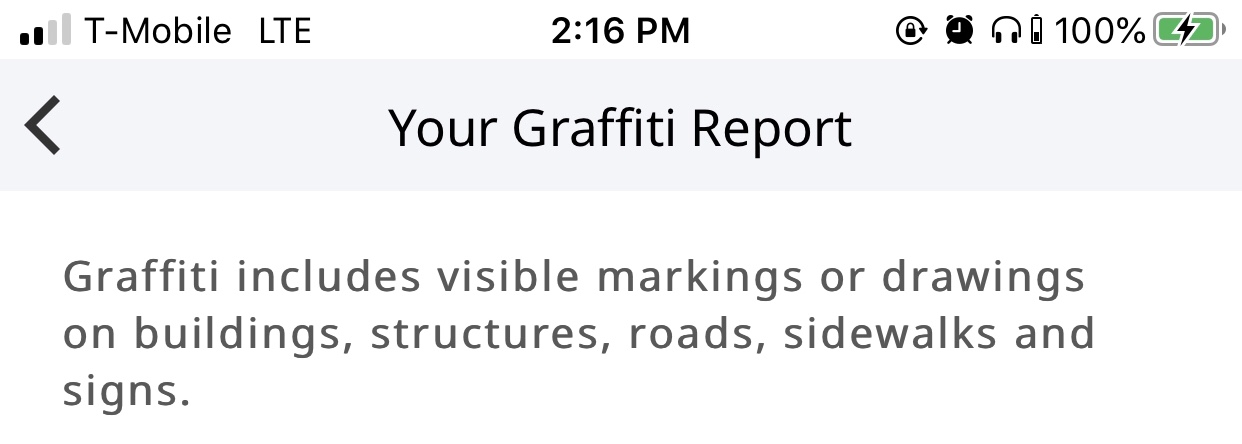 T-Mobile LTE 2:16 PM 100%
Your Graffiti Report
Graffiti includes visible markings or drawings
on buildings, structures, roads, sidewalks and
signs.